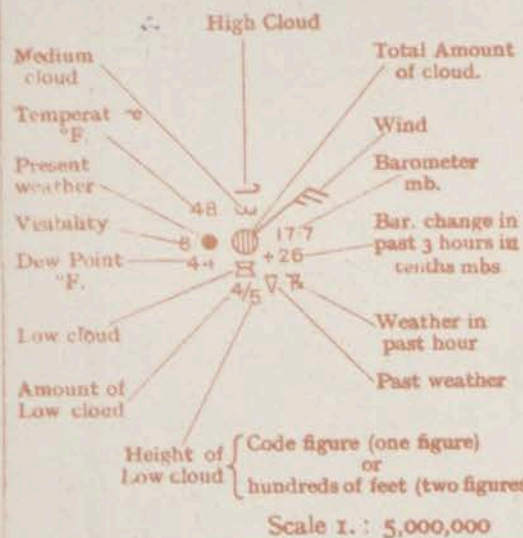 High Cloud
Medium
cloud
Total Amount
of cloud.
Temperat
°F.
Wind
Present
weather
Barometer
mb.
48
Visibility
8
177
Bar. change in
past 3 hours in
tenths mbs
Dew Point
°F.
44
+26
4/5
Low cloud
Weather in
past hour
Amount of
Low cloud
Past weather
Height of
Low cloud
Code figure (one figure)
or
hundreds of feet (two figures
Scale 1. : 5,000,000